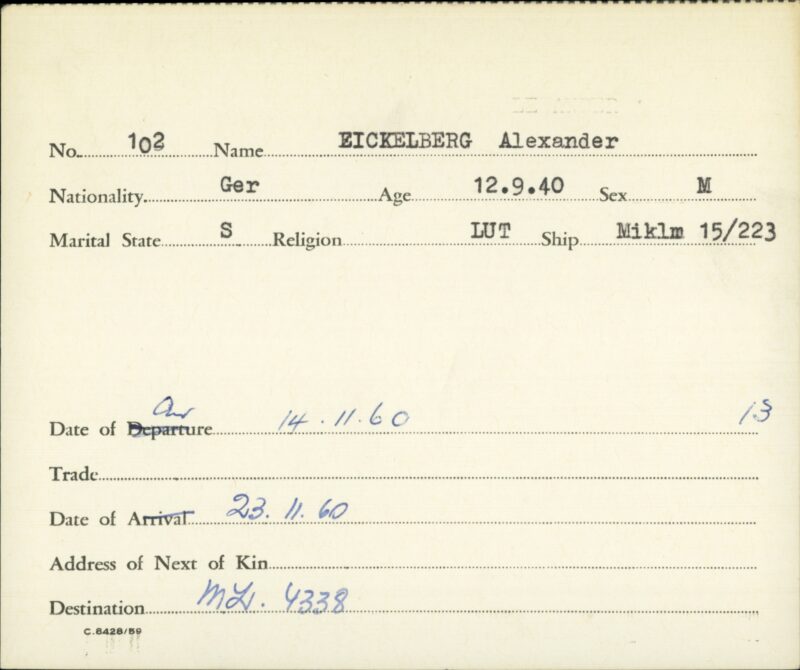 No. 102 Name EICKELBERG Alexander
Nationality. Ger Age 12.9.40 Sex M
Marital State S Religion LUT Ship Miklm 15/223
Arr
Date of Departure 14.11.60 13
Trade
Date of Arrival 23.11.60
Address of Next of Kin
Destination 4338
C.8428/59